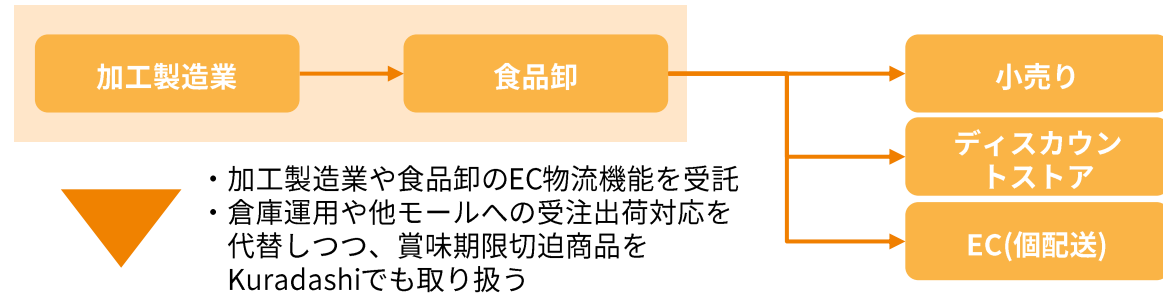 加工製造業
食品卸
小売り
ディスカウン
トストア
EC(個配送)
・加工製造業や食品卸のEC物流機能を受託
・倉庫運用や他モールへの受注出荷対応を
代替しつつ、賞味期限切迫商品を
Kuradashiでも取り扱う